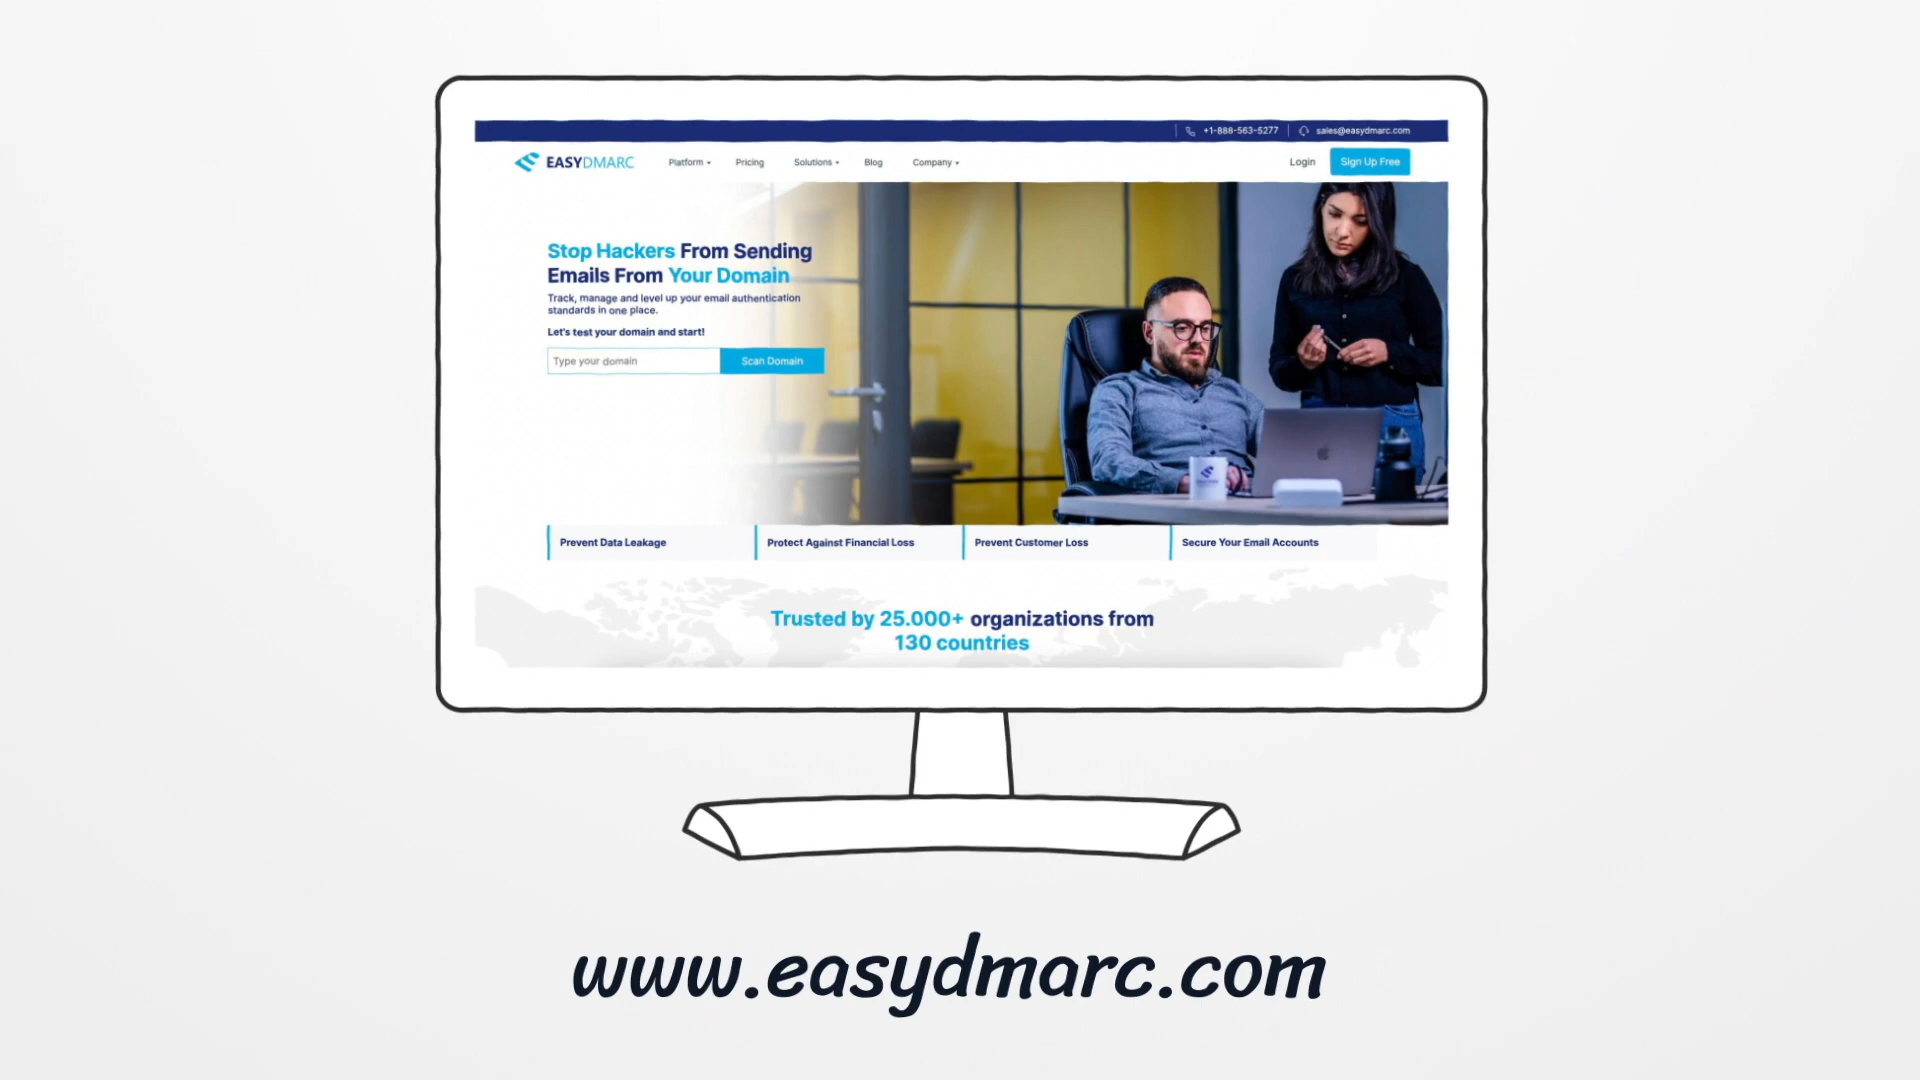 +1-888-563-5277 sales@easydmarc.com
EASYDMARC Platform Pricing Solutions Blog Company Login Sign Up Free
Stop Hackers From Sending
Emails From Your Domain
Track, manage and level up your email authentication
standards in one place.
Let's test your domain and start!
Type your domain Scan Domain
Prevent Data Leakage Protect Against Financial Loss Prevent Customer Loss Secure Your Email Accounts
Trusted by 25.000+ organizations from
130 countries
www.easydmarc.com